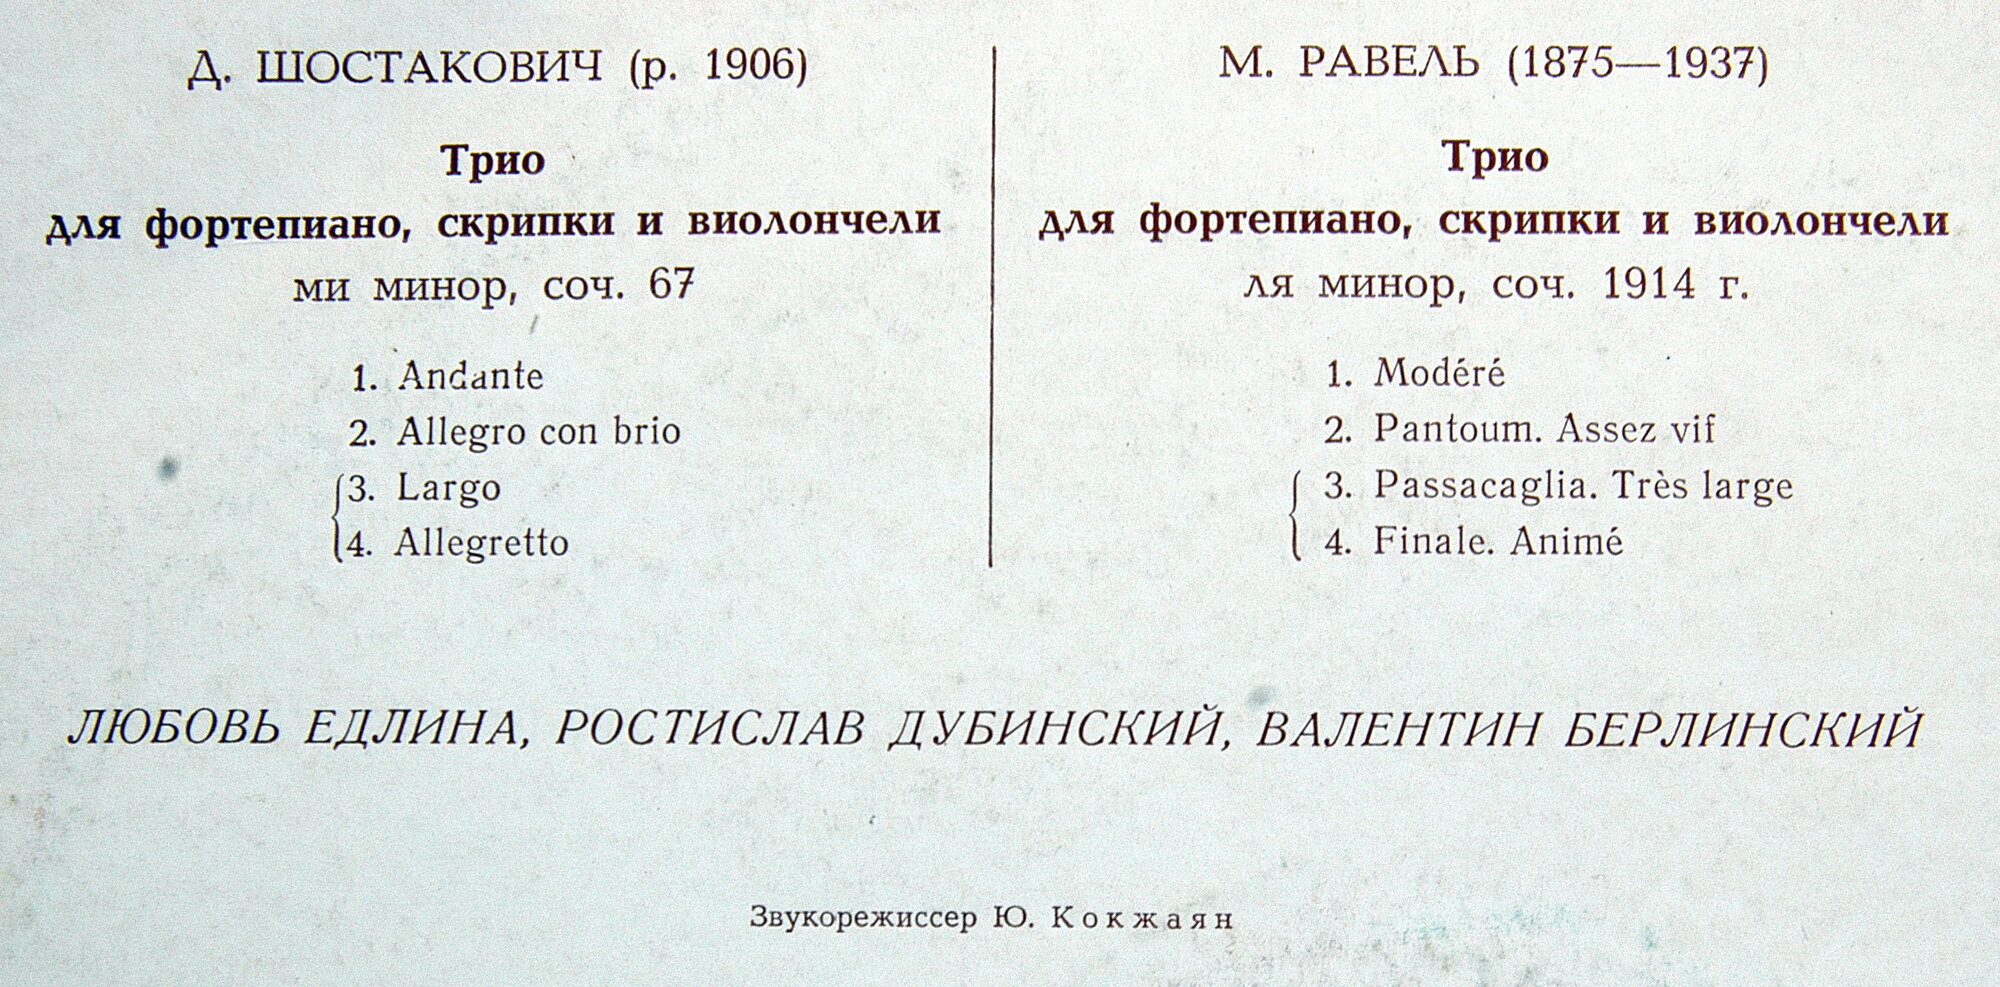 Д. ШОСТАКОВИЧ (р. 1906)
Трио
для фортепиано, скрипки и виолончели
ми минор, соч. 67
1. Andante
2. Allegro con brio
3. Largo
4. Allegretto
М. РАВЕЛЬ (1875—1937)
Трио
для фортепиано, скрипки и виолончели
ля минор, соч. 1914 г.
1. Modéré
2. Pantoum. Assez vif
3. Passacaglia. Très large
4. Finale. Animé
ЛЮБОВЬ ЕДЛИНА, РОСТИСЛАВ ДУБИНСКИЙ, ВАЛЕНТИН БЕРЛИНСКИЙ
Звукорежиссер Ю. Кокжаян